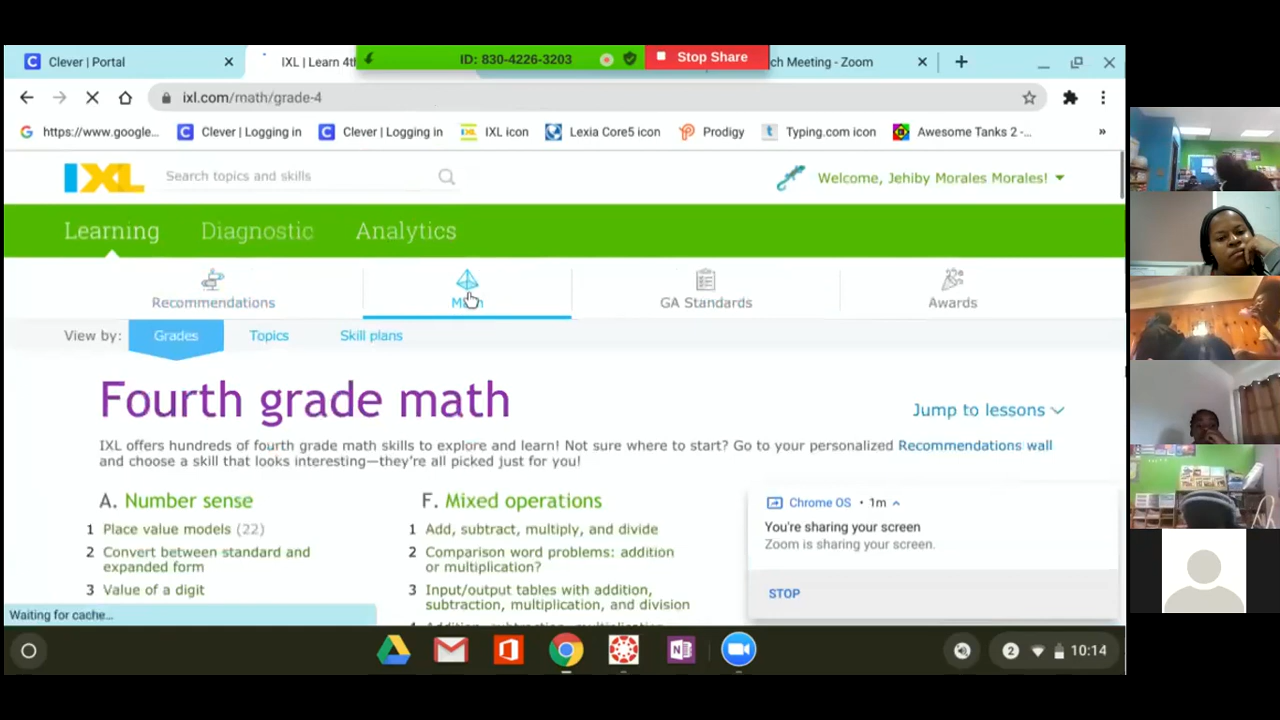 Clever | Portal
IXL | Learn 4th
ID: 830-4226-3203
Stop Share
ch Meeting - Zoom
ixl.com/math/grade-4
https://www.google...
Clever | Logging in
Clever | Logging in
IXL icon
Lexia Core5 icon
Prodigy
Typing.com icon
Awesome Tanks 2 -...
»
IXL
Search topics and skills
Welcome, Jehiby Morales Morales!
Learning
Diagnostic
Analytics
Recommendations
Math
GA Standards
Awards
View by:
Grades
Topics
Skill plans
Fourth grade math
Jump to lessons
IXL offers hundreds of fourth grade math skills to explore and learn! Not sure where to start? Go to your personalized Recommendations wall
and choose a skill that looks interesting—they're all picked just for you!
A. Number sense
1 Place value models (22)
2 Convert between standard and
expanded form
3 Value of a digit
F. Mixed operations
1 Add, subtract, multiply, and divide
2 Comparison word problems: addition
or multiplication?
3 Input/output tables with addition,
subtraction, multiplication, and division
Chrome OS • 1m
You're sharing your screen
Zoom is sharing your screen.
STOP
Waiting for cache...
2
10:14